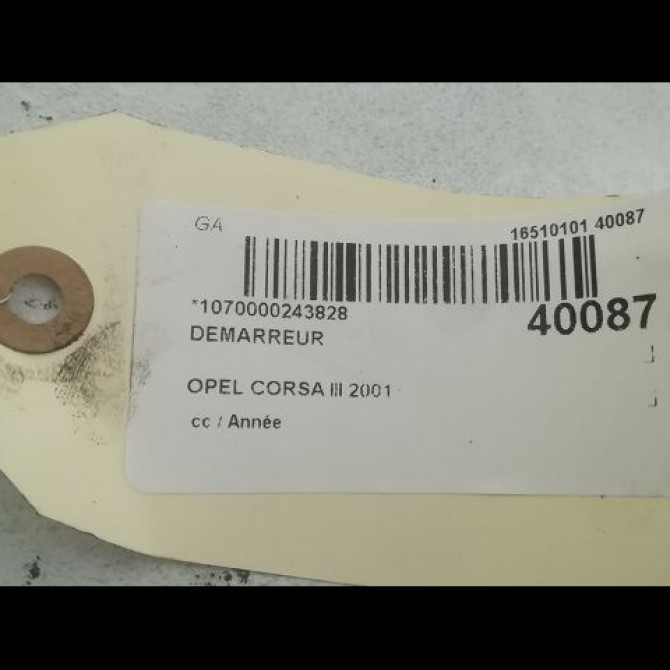 GA
16510101 40087
*1070000243828
40087
DEMARREUR
OPEL CORSA III 2001
cc / Année